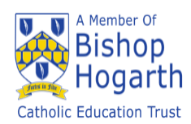 A Member Of
Bishop
Hogarth
Catholic Education Trust